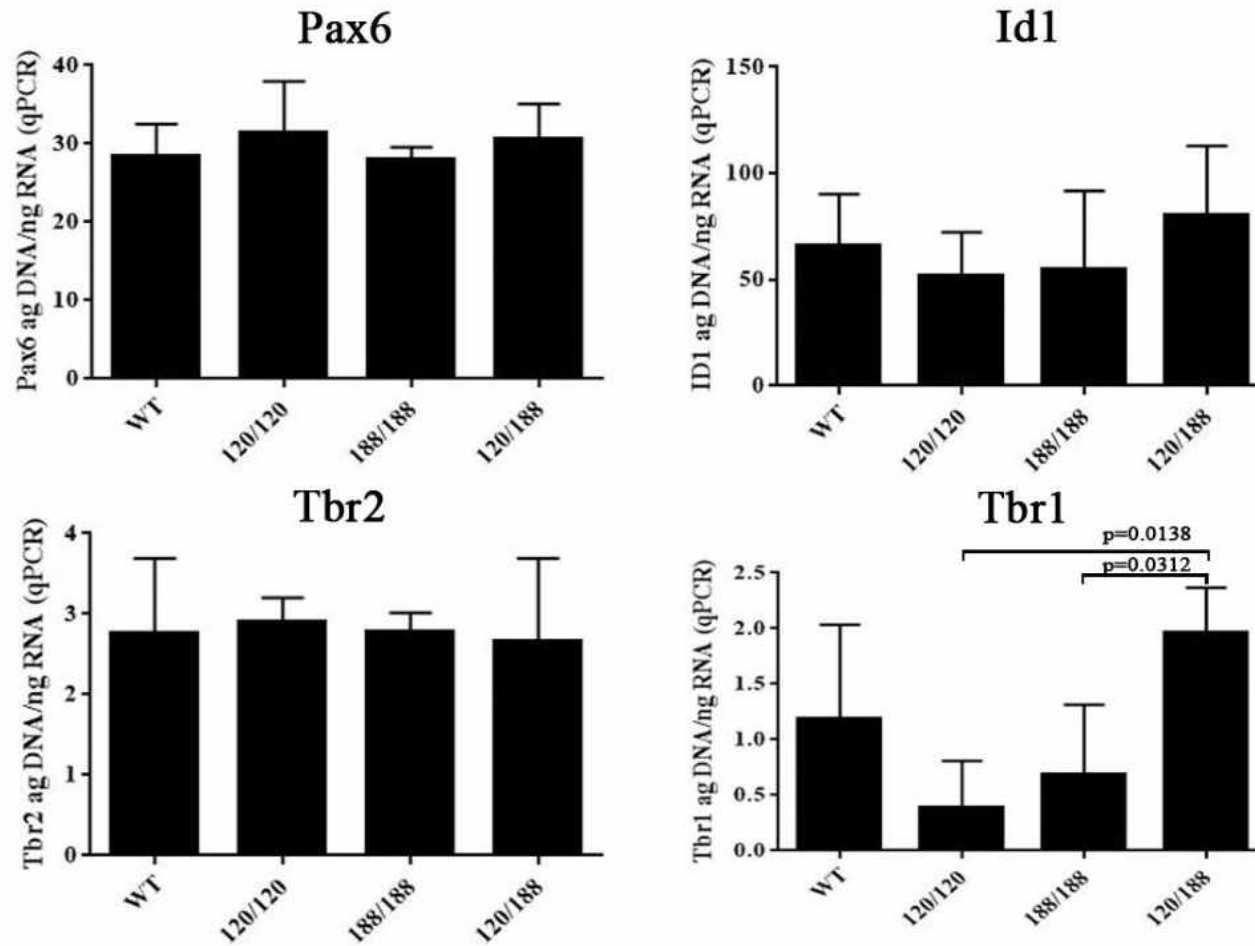 Pax6
Pax6 ag DNA/ng RNA (qPCR)
40
30
20
10
0
WT
120/120
188/188
120/188
Id1
ID1 ag DNA/ng RNA (qPCR)
150
100
50
0
WT
120/120
188/188
120/188
Tbr2
Tbr2 ag DNA/ng RNA (qPCR)
4
3
2
1
0
WT
120/120
188/188
120/188
Tbr1
p=0.0138
p=0.0312
Tbr1 ag DNA/ng RNA (qPCR)
2.5
2.0
1.5
1.0
0.5
0.0
WT
120/120
188/188
120/188